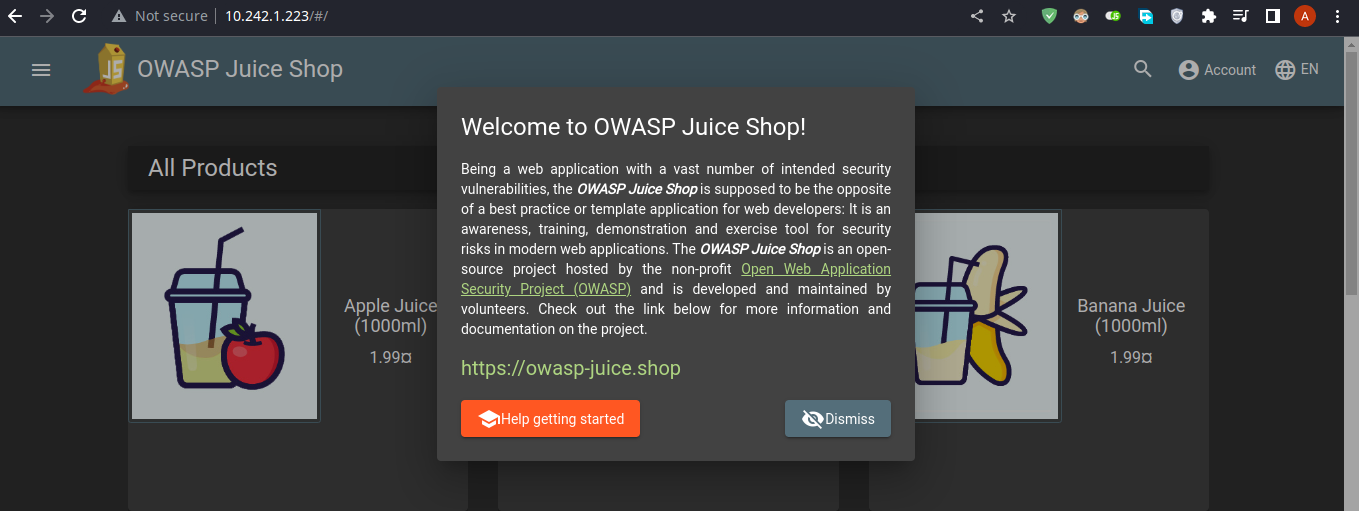 Not secure
10.242.1.223/#/
A
JS
OWASP Juice Shop
Account
EN
All Products
Welcome to OWASP Juice Shop!
Being a web application with a vast number of intended security
vulnerabilities, the OWASP Juice Shop is supposed to be the opposite
of a best practice or template application for web developers: It is an
awareness, training, demonstration and exercise tool for security
risks in modern web applications. The OWASP Juice Shop is an open-
source project hosted by the non-profit Open Web Application
Security Project (OWASP) and is developed and maintained by
volunteers. Check out the link below for more information and
documentation on the project.
https://owasp-juice.shop
Help getting started
Dismiss
Apple Juice
(1000ml)
1.99¤
Banana Juice
(1000ml)
1.99¤